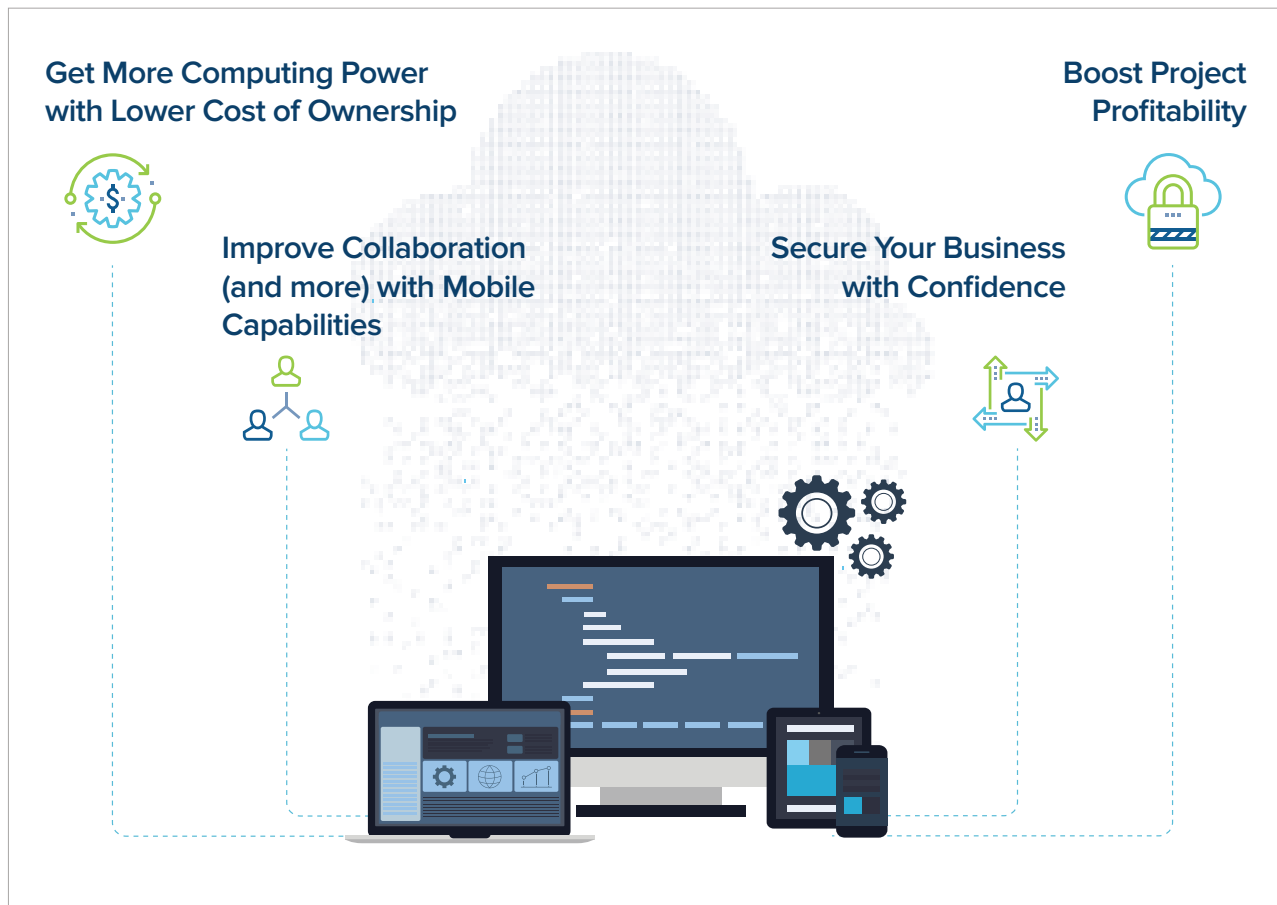 Get More Computing Power
with Lower Cost of Ownership
Boost Project
Profitability
Improve Collaboration
(and more) with Mobile
Capabilities
Secure Your Business
with Confidence
$